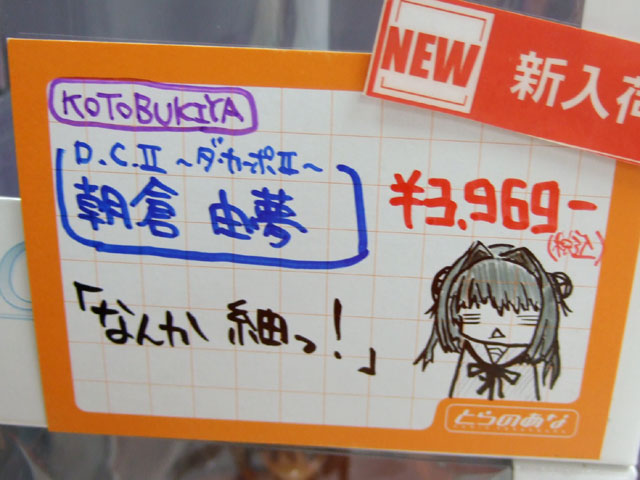 NEW
新入荷
KOTOBUKIYA
D.C.II ～ダ・カーポII～
朝倉 由夢
¥3,969-
(税込)
「なんか 細っ!」
とらのあな